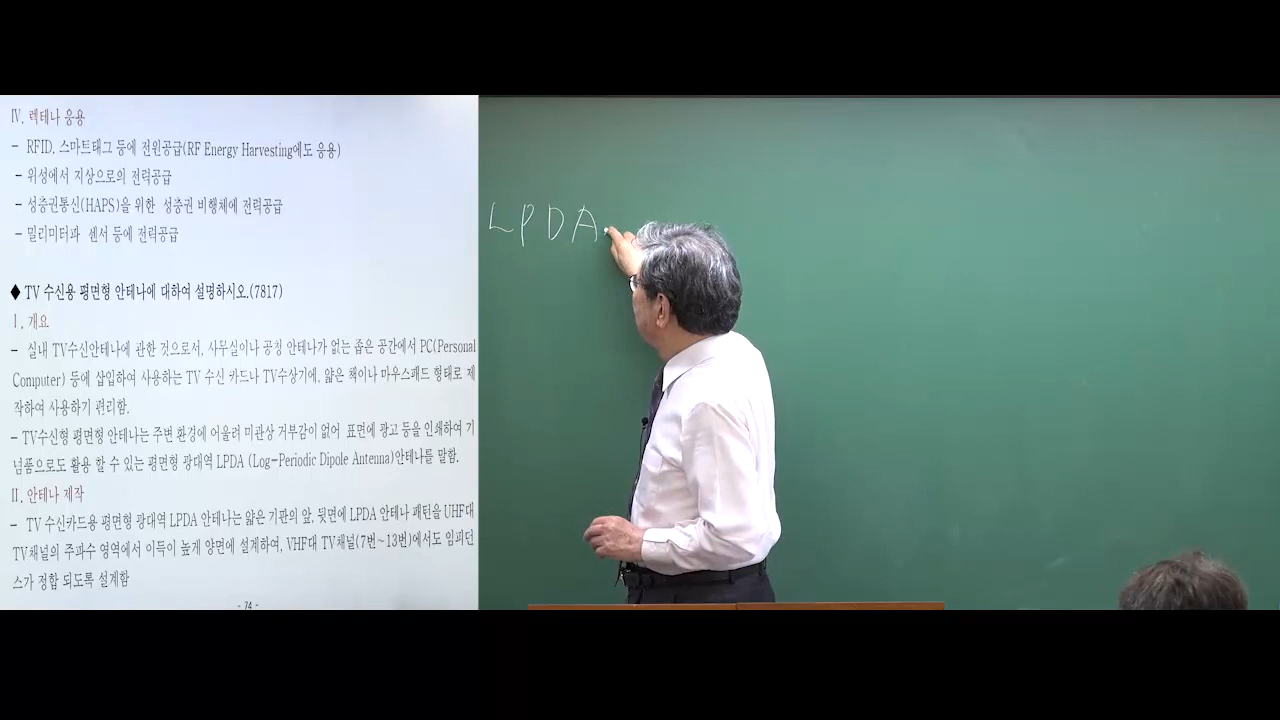 Ⅳ. 렉테나 응용
- RFID, 스마트태그 등에 전원공급(RF Energy Harvesting에도 응용)
- 위성에서 지상으로의 전력공급
- 성층권통신(HAPS)을 위한 성층권 비행체에 전력공급
- 밀리미터파 센서 등에 전력공급
◆ TV 수신용 평면형 안테나에 대하여 설명하시오.(7817)
Ⅰ. 개요
- 실내 TV수신안테나에 관한 것으로서, 사무실이나 공청 안테나가 없는 좁은 공간에서 PC(Personal
Computer) 등에 삽입하여 사용하는 TV 수신 카드나 TV수상기에, 얇은 책이나 마우스패드 형태로 제
작하여 사용하기 편리함.
- TV수신형 평면형 안테나는 주변 환경에 어울려 미관상 거부감이 없어 표면에 광고 등을 인쇄하여 기
념품으로도 활용 할 수 있는 평면형 광대역 LPDA (Log-Periodic Dipole Antenna)안테나를 말함.
Ⅱ. 안테나 제작
- TV 수신카드용 평면형 광대역 LPDA 안테나는 얇은 기판의 앞, 뒷면에 LPDA 안테나 패턴을 UHF대
TV채널의 주파수 영역에서 이득이 높게 양면에 설계하여, VHF대 TV채널(7번~13번)에서도 임피던
스가 정합 되도록 설계함
- 74 -
LPDA